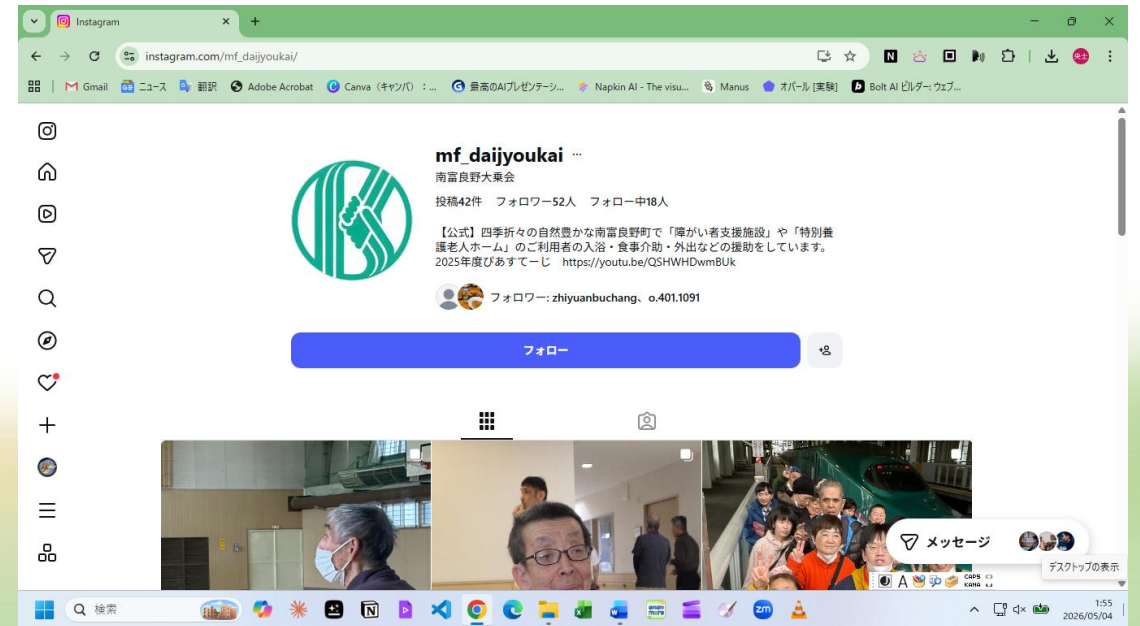 Instagram
instagram.com/mf_daijyoukai/
Gmail ニュース 翻訳 Adobe Acrobat Canva（キャンバ）：... 最高のAIプレゼンテーシ... Napkin AI - The visu... Manus オパール [実験] Bolt AI ビルダー: ウェブ...
mf_daijyoukai ...
南富良野大乗会
投稿42件 フォロワー52人 フォロー中18人
【公式】四季折々の自然豊かな南富良野町で「障がい者支援施設」や「特別養
護老人ホーム」のご利用者の入浴・食事介助・外出などの援助をしています。
2025年度ぴあすてーじ https://youtu.be/QSHWHDwmBUk
フォロワー: zhiyuanbuchang、o.401.1091
フォロー
メッセージ
デスクトップの表示
A CAPS
KANA
検索
zm
1:55
2026/05/04